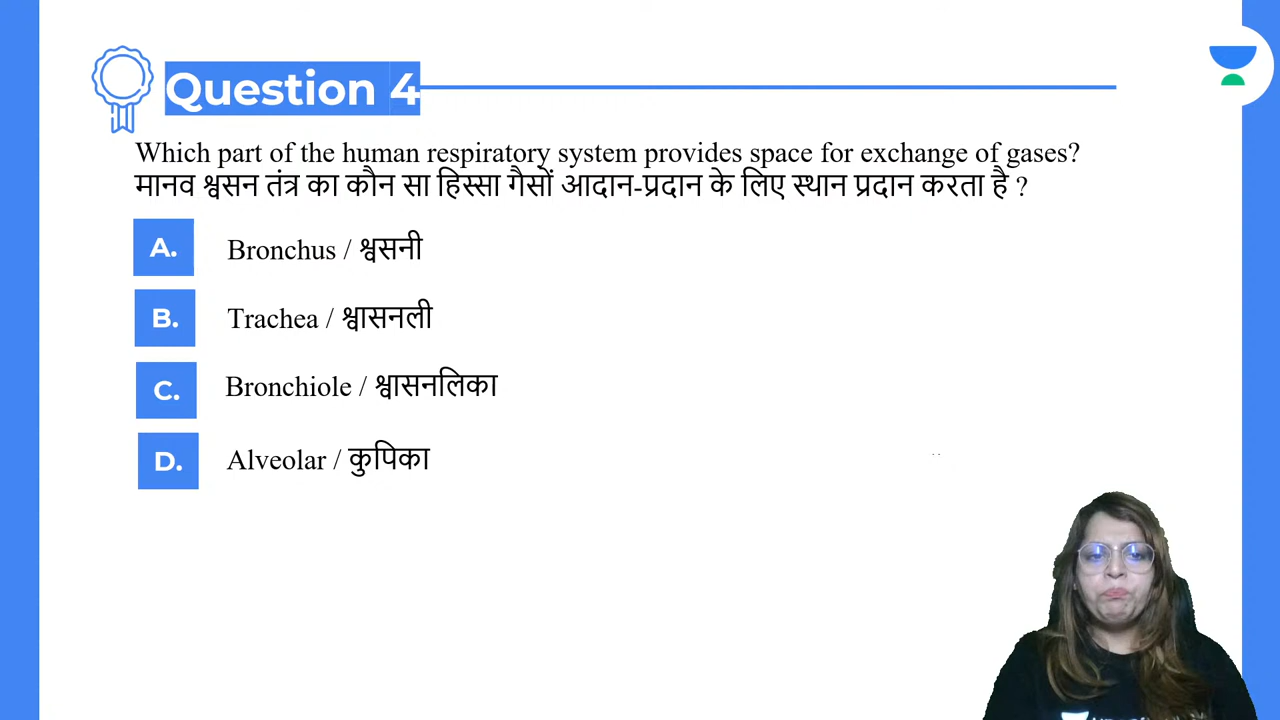 Question 4
Which part of the human respiratory system provides space for exchange of gases?
मानव श्वसन तंत्र का कौन सा हिस्सा गैसों आदान-प्रदान के लिए स्थान प्रदान करता है ?
A. Bronchus / श्वसनी
B. Trachea / श्वासनली
C. Bronchiole / श्वासनलिका
D. Alveolar / कुपिका